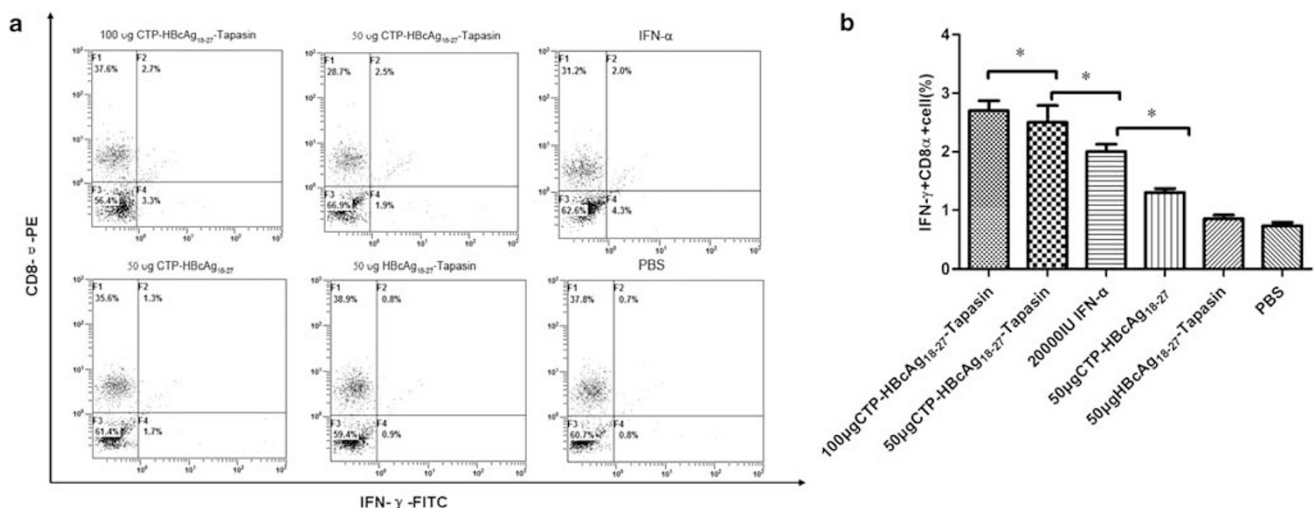 a
b
100 υg CTP-HBcAg18-27-Tapasin
50 υg CTP-HBcAg18-27-Tapasin
IFN-α
F1
37.6%
F2
2.7%
F3
56.4%
F4
3.3%
F1
28.7%
F2
2.5%
F3
66.9%
F4
1.9%
F1
31.2%
F2
2.0%
F3
62.6%
F4
4.3%
50 υg CTP-HBcAg18-27
50 υg HBcAg18-27-Tapasin
PBS
F1
35.6%
F2
1.3%
F3
61.4%
F4
1.7%
F1
38.9%
F2
0.8%
F3
59.4%
F4
0.9%
F1
37.8%
F2
0.7%
F3
60.7%
F4
0.8%
CD8-υ-PE
IFN-γ-FITC
IFN-γ+CD8α+cell(%)
4
3
2
1
0
*
*
*
100μgCTP-HBcAg18-27-Tapasin
50μgCTP-HBcAg18-27-Tapasin
20000IU IFN-α
50μgCTP-HBcAg18-27
50μgHBcAg18-27-Tapasin
PBS